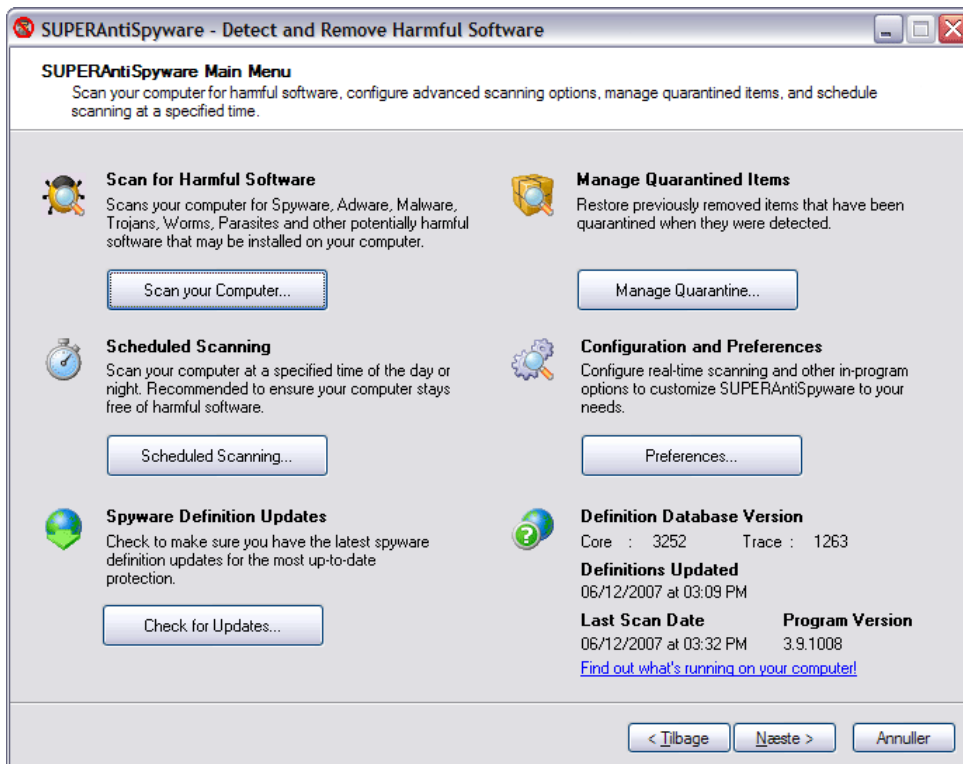 SUPERAntiSpyware - Detect and Remove Harmful Software
SUPERAntiSpyware Main Menu
Scan your computer for harmful software, configure advanced scanning options, manage quarantined items, and schedule
scanning at a specified time.
Scan for Harmful Software
Scans your computer for Spyware, Adware, Malware,
Trojans, Worms, Parasites and other potentially harmful
software that may be installed on your computer.
Scan your Computer...
Manage Quarantined Items
Restore previously removed items that have been
quarantined when they were detected.
Manage Quarantine...
Scheduled Scanning
Scan your computer at a specified time of the day or
night. Recommended to ensure your computer stays
free of harmful software.
Scheduled Scanning...
Configuration and Preferences
Configure real-time scanning and other in-program
options to customize SUPERAntiSpyware to your
needs.
Preferences...
Spyware Definition Updates
Check to make sure you have the latest spyware
definition updates for the most up-to-date
protection.
Check for Updates...
Definition Database Version
Core : 3252 Trace : 1263
Definitions Updated
06/12/2007 at 03:09 PM
Last Scan Date Program Version
06/12/2007 at 03:32 PM 3.9.1008
Find out what's running on your computer!
< Tilbage Næste > Annuller